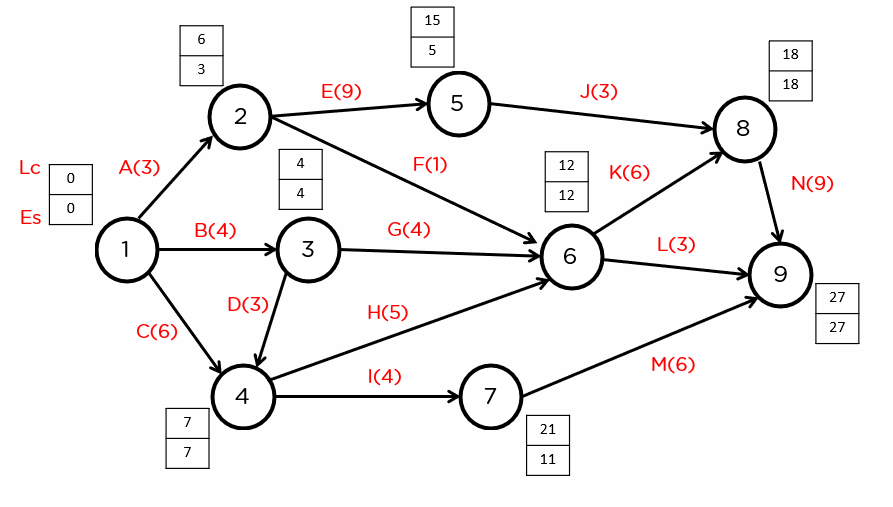 15
5
6
3
18
18
E(9)
J(3)
5
2
8
4
4
12
12
A(3)
F(1)
K(6)
N(9)
Lc
0
0
Es
B(4)
G(4)
L(3)
1
3
6
9
D(3)
H(5)
27
27
C(6)
I(4)
M(6)
4
7
7
7
21
11